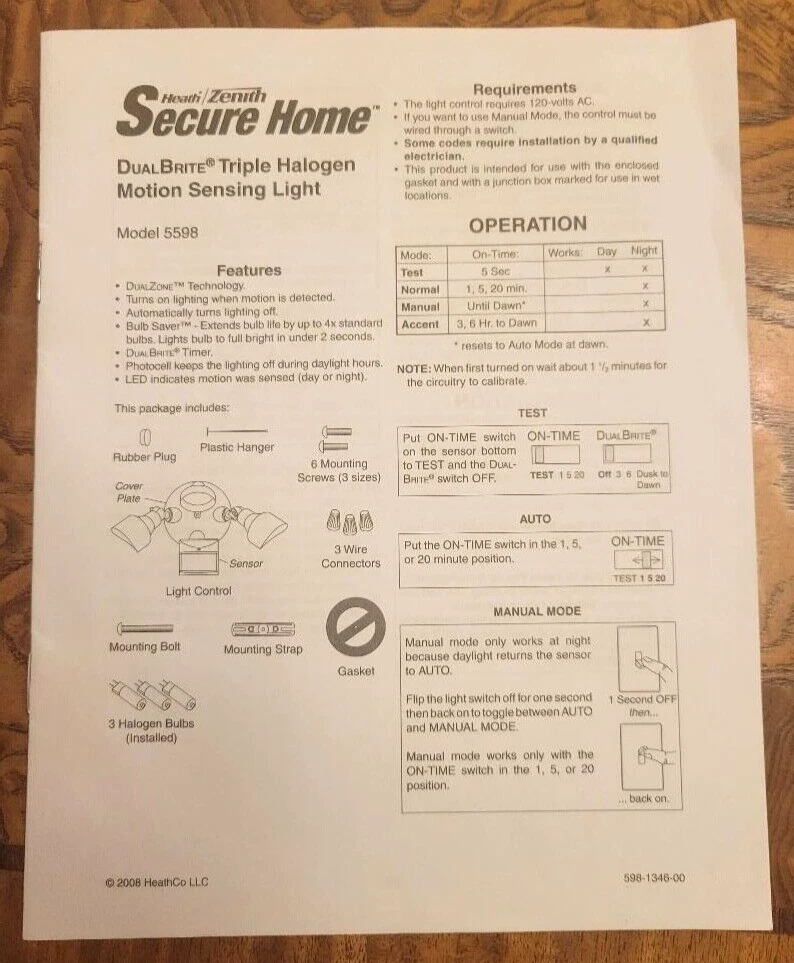 Heath/Zenith
Secure Home™
DUALBRITE® Triple Halogen
Motion Sensing Light
Model 5598
Features
• DUALZONE™ Technology.
• Turns on lighting when motion is detected.
• Automatically turns lighting off.
• Bulb Saver™ - Extends bulb life by up to 4x standard
bulbs. Lights bulb to full bright in under 2 seconds.
• DUALBRITE® Timer.
• Photocell keeps the lighting off during daylight hours.
• LED indicates motion was sensed (day or night).
This package includes:
Rubber Plug
Plastic Hanger
6 Mounting
Screws (3 sizes)
Cover
Plate
Sensor
Light Control
3 Wire
Connectors
Mounting Bolt
Mounting Strap
Gasket
3 Halogen Bulbs
(Installed)
© 2008 HeathCo LLC
Requirements
• The light control requires 120-volts AC.
• If you want to use Manual Mode, the control must be
wired through a switch.
• Some codes require installation by a qualified
electrician.
• This product is intended for use with the enclosed
gasket and with a junction box marked for use in wet
locations.
OPERATION
Mode: On-Time: Works: Day Night
Test 5 Sec x x
Normal 1, 5, 20 min. x
Manual Until Dawn* x
Accent 3, 6 Hr. to Dawn x
* resets to Auto Mode at dawn.
NOTE: When first turned on wait about 1 1/2 minutes for
the circuitry to calibrate.
TEST
Put ON-TIME switch
on the sensor bottom
to TEST and the DUAL-
BRITE® switch OFF.
ON-TIME
TEST 1 5 20
DUALBRITE®
Off 3 6 Dusk to
Dawn
AUTO
Put the ON-TIME switch in the 1, 5,
or 20 minute position.
ON-TIME
TEST 1 5 20
MANUAL MODE
Manual mode only works at night
because daylight returns the sensor
to AUTO.
Flip the light switch off for one second
then back on to toggle between AUTO
and MANUAL MODE.
Manual mode works only with the
ON-TIME switch in the 1, 5, or 20
position.
1 Second OFF
then...
... back on.
598-1346-00